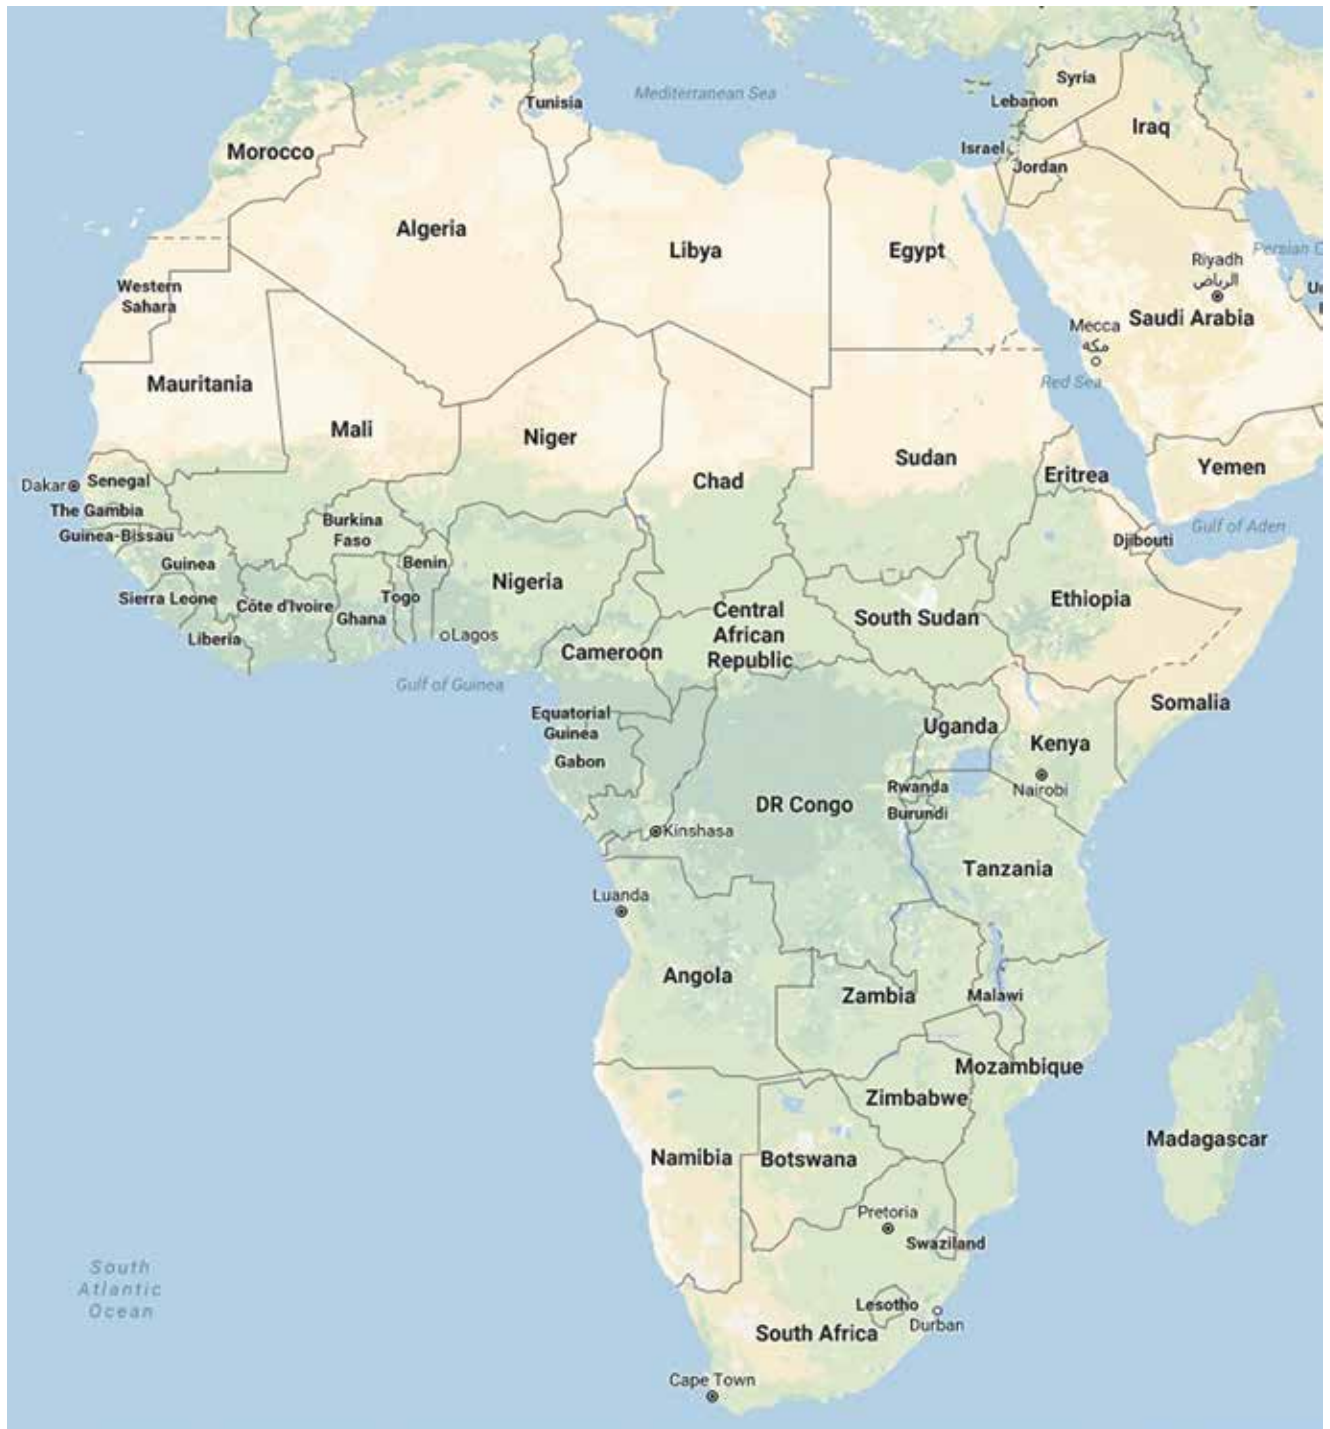 Mediterranean Sea
Syria
Lebanon
Tunisia
Iraq
Israel
Morocco
Jordan
Algeria
Libya
Egypt
Persian
Riyadh
الرياض
Western
Sahara
Saudi Arabia
Mecca
مكة
Red Sea
Mauritania
Mali
Niger
Sudan
Yemen
Eritrea
Chad
Dakar
Senegal
The Gambia
Burkina
Faso
Gulf of Aden
Guinea-Bissau
Djibouti
Guinea
Benin
Nigeria
Sierra Leone
Côte d'Ivoire
Togo
Ghana
Ethiopia
Central
African
Republic
South Sudan
Liberia
Lagos
Cameroon
Gulf of Guinea
Somalia
Equatorial
Guinea
Uganda
Kenya
Gabon
Rwanda
Nairobi
DR Congo
Burundi
Kinshasa
Tanzania
Luanda
Angola
Zambia
Malawi
Mozambique
Zimbabwe
Madagascar
Namibia
Botswana
Pretoria
Swaziland
South
Atlantic
Ocean
Lesotho
Durban
South Africa
Cape Town